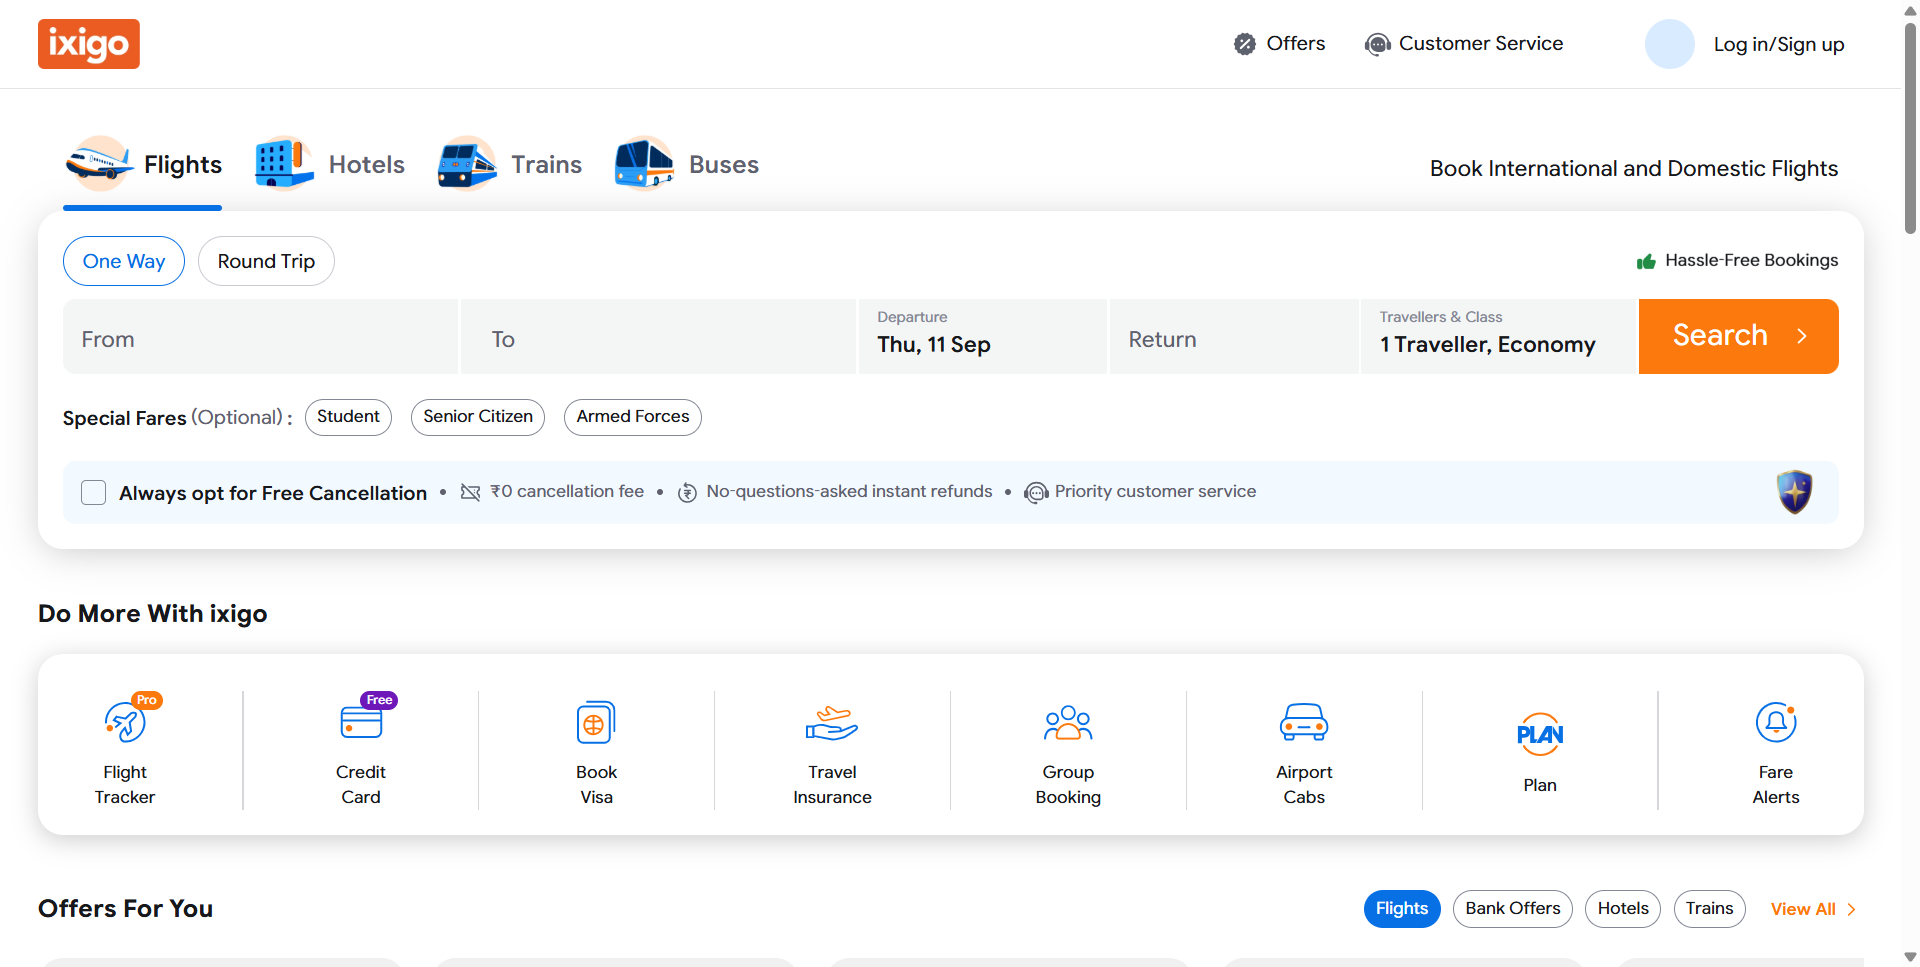 ixigo
Offers
Customer Service
Log in/Sign up
Flights
Hotels
Trains
Buses
Book International and Domestic Flights
One Way
Round Trip
Hassle-Free Bookings
From
To
Departure
Thu, 11 Sep
Return
Travellers & Class
1 Traveller, Economy
Search
Special Fares (Optional) :
Student
Senior Citizen
Armed Forces
Always opt for Free Cancellation • ₹0 cancellation fee • No-questions-asked instant refunds • Priority customer service
Do More With ixigo
Pro
Flight
Tracker
Free
Credit
Card
Book
Visa
Travel
Insurance
Group
Booking
Airport
Cabs
PLAN
Plan
Fare
Alerts
Offers For You
Flights
Bank Offers
Hotels
Trains
View All